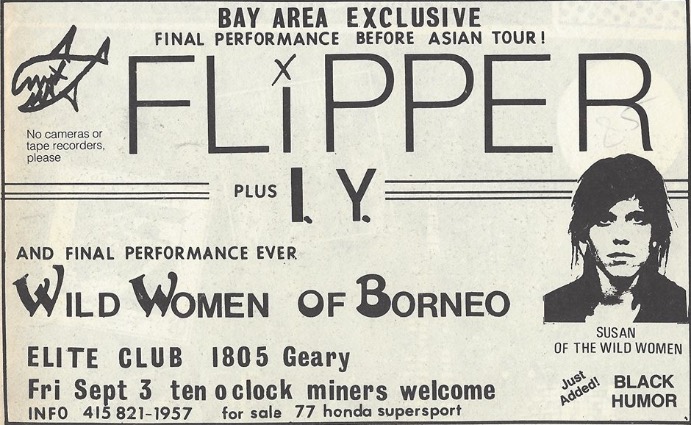 BAY AREA EXCLUSIVE
FINAL PERFORMANCE BEFORE ASIAN TOUR!
FLiPPER
No cameras or
tape recorders,
please
PLUS I. Y.
AND FINAL PERFORMANCE EVER
WILD WOMEN OF BORNEO
SUSAN
OF THE WILD WOMEN
ELITE CLUB 1805 Geary
Fri Sept 3 ten oclock miners welcome
INFO 415 821-1957 for sale 77 honda supersport
Just
Added!
BLACK
HUMOR